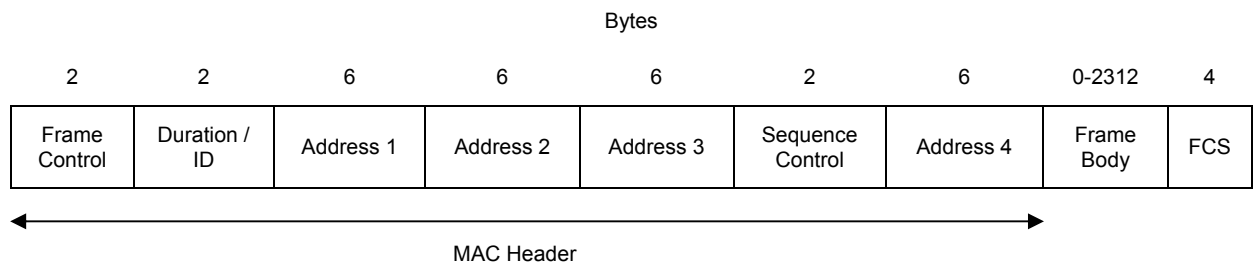 Bytes
2 2 6 6 6 2 6 0-2312 4
Frame Control
Duration / ID
Address 1
Address 2
Address 3
Sequence Control
Address 4
Frame Body
FCS
MAC Header